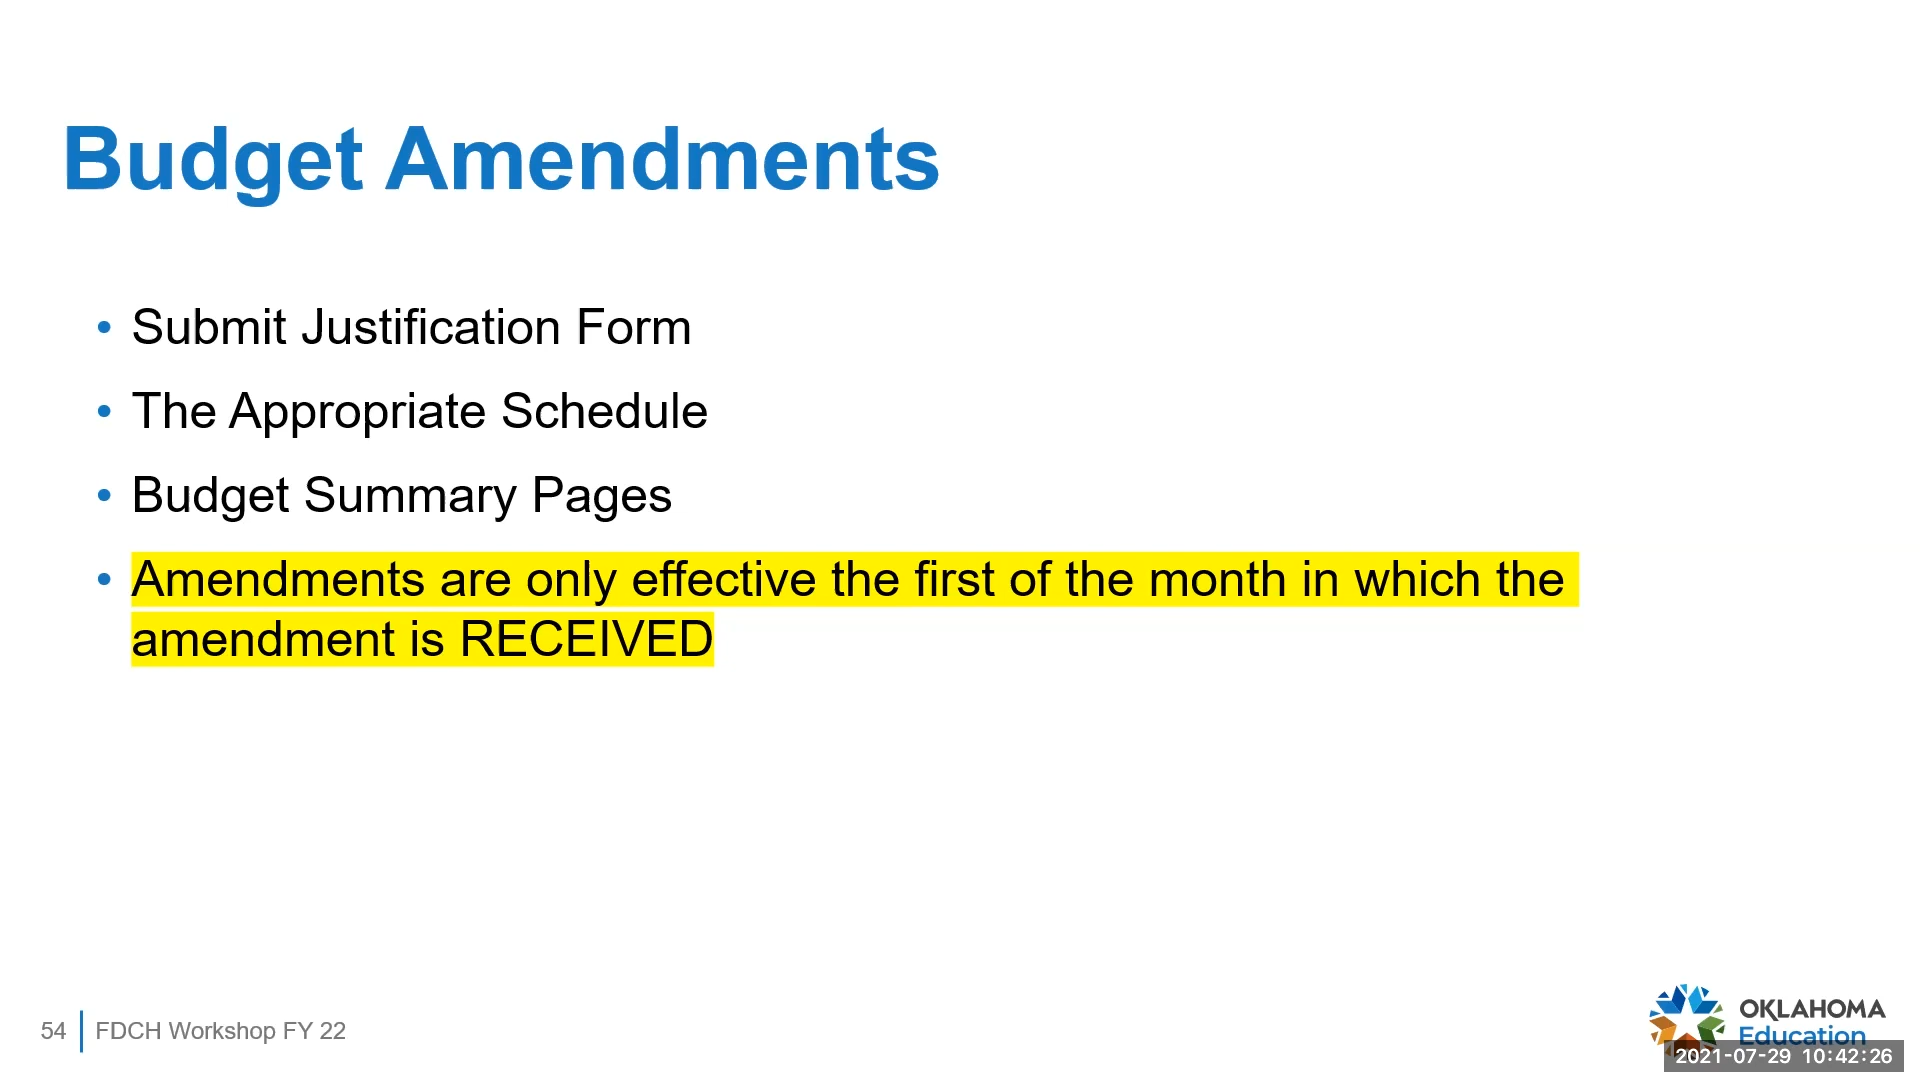 Budget Amendments
• Submit Justification Form
• The Appropriate Schedule
• Budget Summary Pages
• Amendments are only effective the first of the month in which the
amendment is RECEIVED
54 FDCH Workshop FY 22
OKLAHOMA
Education
2021-07-29 10:42:26